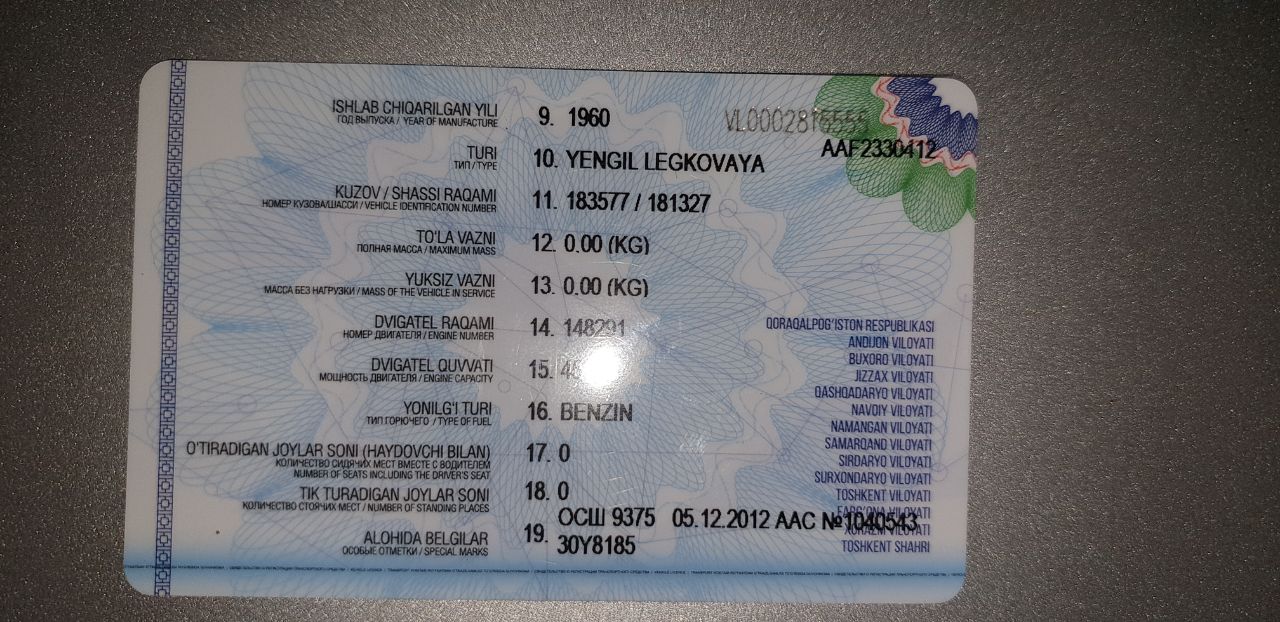 ISHLAB CHIQARILGAN YILI
ГОД ВЫПУСКА / YEAR OF MANUFACTURE
9. 1960
VL0002815555
AAF2330412
TURI
ТИП / TYPE
10. YENGIL LEGKOVAYA
KUZOV / SHASSI RAQAMI
НОМЕР КУЗОВА/ШАССИ / VEHICLE IDENTIFICATION NUMBER
11. 183577 / 181327
TO'LA VAZNI
ПОЛНАЯ МАССА / MAXIMUM MASS
12. 0.00 (KG)
YUKSIZ VAZNI
МАССА БЕЗ НАГРУЗКИ / MASS OF THE VEHICLE IN SERVICE
13. 0.00 (KG)
DVIGATEL RAQAMI
НОМЕР ДВИГАТЕЛЯ / ENGINE NUMBER
14. 148291
DVIGATEL QUVVATI
МОЩНОСТЬ ДВИГАТЕЛЯ / ENGINE CAPACITY
15.
YONILG'I TURI
ТИП ГОРЮЧЕГО / TYPE OF FUEL
16. BENZIN
O'TIRADIGAN JOYLAR SONI (HAYDOVCHI BILAN)
КОЛИЧЕСТВО СИДЯЧИХ МЕСТ ВМЕСТЕ С ВОДИТЕЛЕМ
NUMBER OF SEATS INCLUDING THE DRIVER'S SEAT
17. 0
TIK TURADIGAN JOYLAR SONI
КОЛИЧЕСТВО СТОЯЧИХ МЕСТ / NUMBER OF STANDING PLACES
18. 0
ALOHIDA BELGILAR
ОСОБЫЕ ОТМЕТКИ / SPECIAL MARKS
19. ОСШ 9375 05.12.2012 ААС №1040543
30Y8185
QORAQALPOG'ISTON RESPUBLIKASI
ANDIJON VILOYATI
BUXORO VILOYATI
JIZZAX VILOYATI
QASHQADARYO VILOYATI
NAVOIY VILOYATI
NAMANGAN VILOYATI
SAMARQAND VILOYATI
SIRDARYO VILOYATI
SURXONDARYO VILOYATI
TOSHKENT VILOYATI
FARG'ONA VILOYATI
XORAZM VILOYATI
TOSHKENT SHAHRI